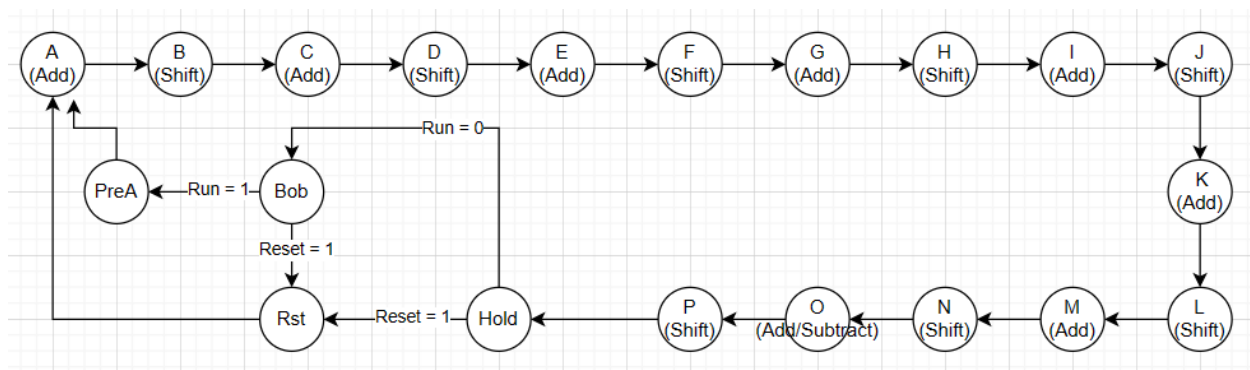 A
(Add)
B
(Shift)
C
(Add)
D
(Shift)
E
(Add)
F
(Shift)
G
(Add)
H
(Shift)
I
(Add)
J
(Shift)
Run = 0
PreA
Run = 1
Bob
K
(Add)
Reset = 1
Rst
Reset = 1
Hold
P
(Shift)
O
(Add/Subtract)
N
(Shift)
M
(Add)
L
(Shift)